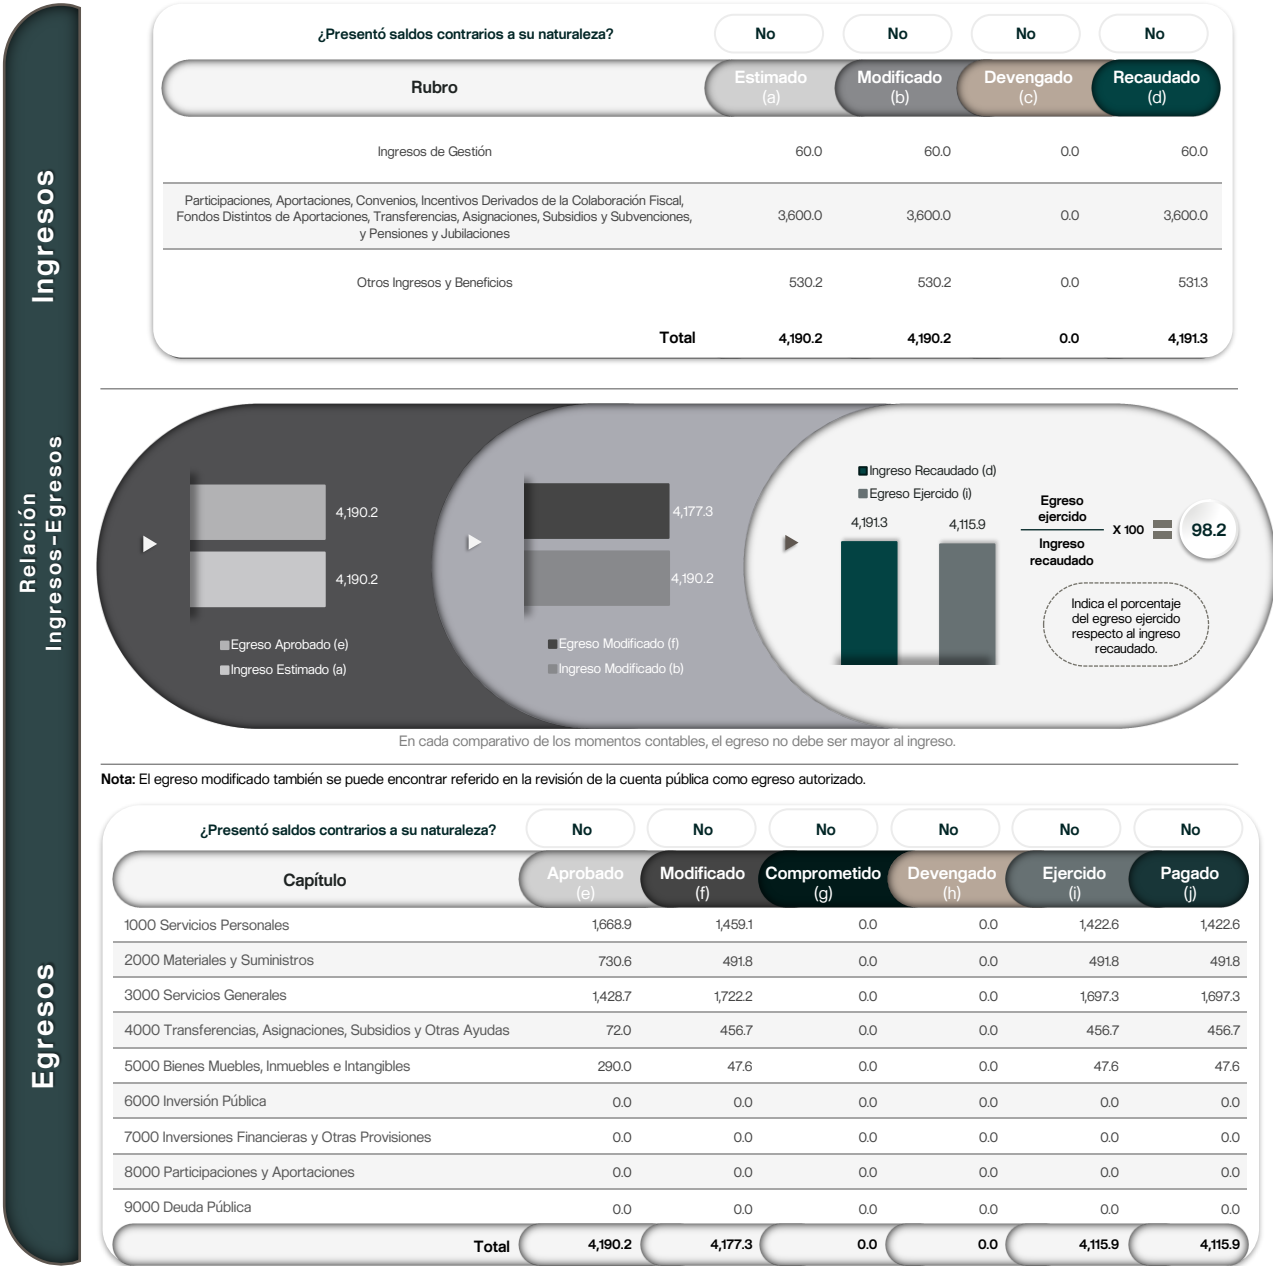 Ingresos
¿Presentó saldos contrarios a su naturaleza? No No No No
Rubro Estimado (a) Modificado (b) Devengado (c) Recaudado (d)
Ingresos de Gestión 60.0 60.0 0.0 60.0
Participaciones, Aportaciones, Convenios, Incentivos Derivados de la Colaboración Fiscal,
Fondos Distintos de Aportaciones, Transferencias, Asignaciones, Subsidios y Subvenciones, 3,600.0 3,600.0 0.0 3,600.0
y Pensiones y Jubilaciones
Otros Ingresos y Beneficios 530.2 530.2 0.0 531.3
Total 4,190.2 4,190.2 0.0 4,191.3
Relación
Ingresos-Egresos
4,190.2
4,190.2
Egreso Aprobado (e)
Ingreso Estimado (a)
4,177.3
4,190.2
Egreso Modificado (f)
Ingreso Modificado (b)
Ingreso Recaudado (d)
Egreso Ejercido (i)
4,191.3 4,115.9
Egreso
ejercido
Ingreso
recaudado
X 100 = 98.2
Indica el porcentaje
del egreso ejercido
respecto al ingreso
recaudado.
En cada comparativo de los momentos contables, el egreso no debe ser mayor al ingreso.
Nota: El egreso modificado también se puede encontrar referido en la revisión de la cuenta pública como egreso autorizado.
Egresos
¿Presentó saldos contrarios a su naturaleza? No No No No No No
Capítulo Aprobado (e) Modificado (f) Comprometido (g) Devengado (h) Ejercido (i) Pagado (j)
1000 Servicios Personales 1,668.9 1,459.1 0.0 0.0 1,422.6 1,422.6
2000 Materiales y Suministros 730.6 491.8 0.0 0.0 491.8 491.8
3000 Servicios Generales 1,428.7 1,722.2 0.0 0.0 1,697.3 1,697.3
4000 Transferencias, Asignaciones, Subsidios y Otras Ayudas 72.0 456.7 0.0 0.0 456.7 456.7
5000 Bienes Muebles, Inmuebles e Intangibles 290.0 47.6 0.0 0.0 47.6 47.6
6000 Inversión Pública 0.0 0.0 0.0 0.0 0.0 0.0
7000 Inversiones Financieras y Otras Provisiones 0.0 0.0 0.0 0.0 0.0 0.0
8000 Participaciones y Aportaciones 0.0 0.0 0.0 0.0 0.0 0.0
9000 Deuda Pública 0.0 0.0 0.0 0.0 0.0 0.0
Total 4,190.2 4,177.3 0.0 0.0 4,115.9 4,115.9